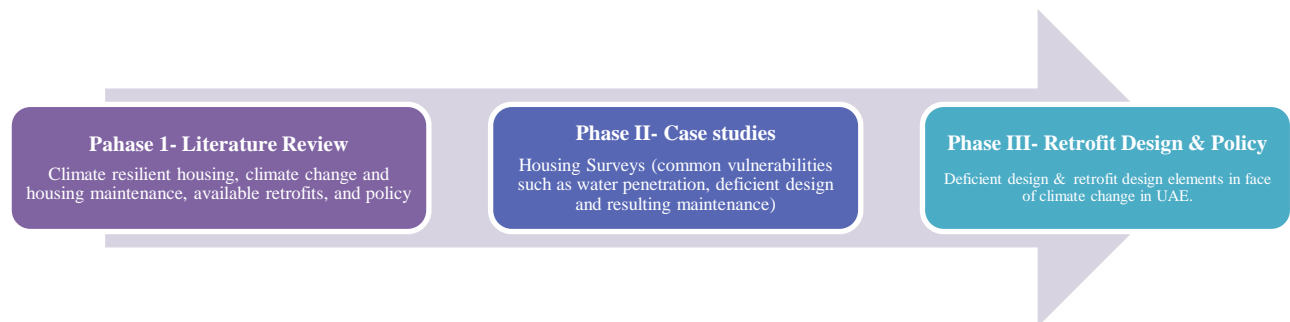 Pahase 1- Literature Review
Climate resilient housing, climate change and
housing maintenance, available retrofits, and policy
Phase II- Case studies
Housing Surveys (common vulnerabilities
such as water penetration, deficient design
and resulting maintenance)
Phase III- Retrofit Design & Policy
Deficient design & retrofit design elements in face
of climate change in UAE.